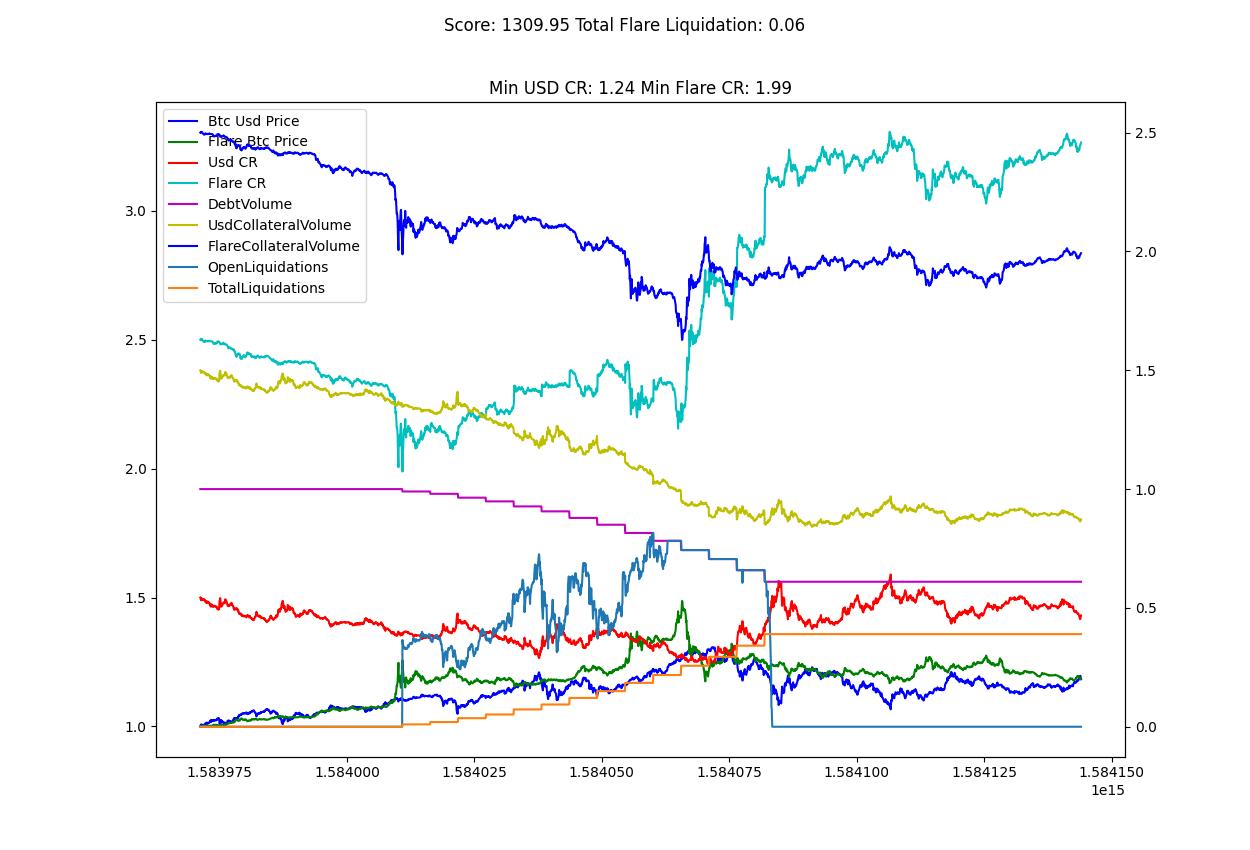 Score: 1309.95 Total Flare Liquidation: 0.06
Min USD CR: 1.24 Min Flare CR: 1.99
Btc Usd Price
Flare Btc Price
Usd CR
Flare CR
DebtVolume
UsdCollateralVolume
FlareCollateralVolume
OpenLiquidations
TotalLiquidations
3.0
2.5
2.0
1.5
1.0
2.5
2.0
1.5
1.0
0.5
0.0
1.583975 1.584000 1.584025 1.584050 1.584075 1.584100 1.584125 1.584150
1e15